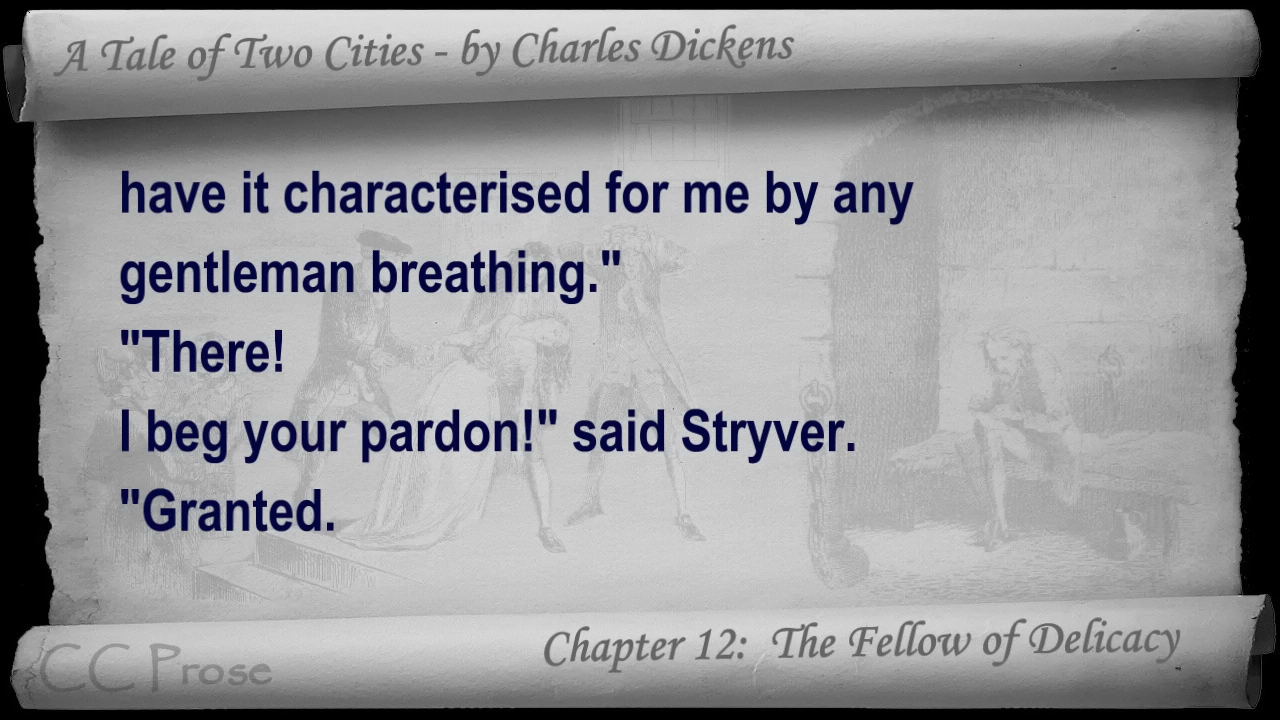 A Tale of Two Cities - by Charles Dickens
have it characterised for me by any
gentleman breathing."
"There!
I beg your pardon!" said Stryver.
"Granted.
Chapter 12: The Fellow of Delicacy
CC Prose